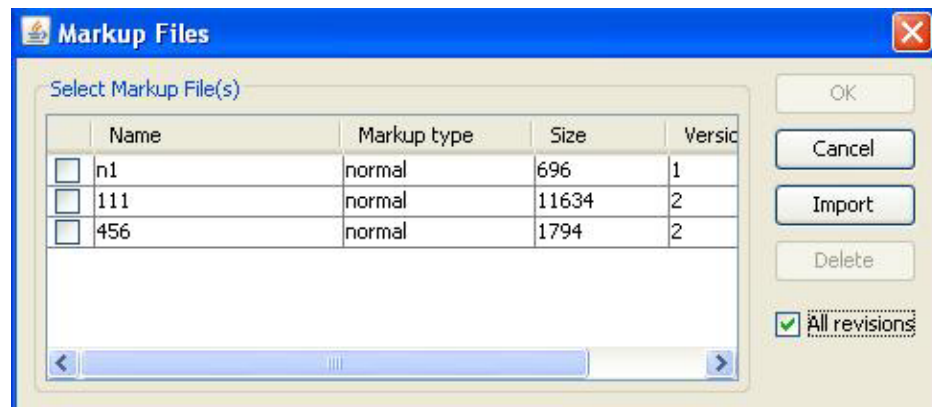 Markup Files
Select Markup File(s)
OK
Name Markup type Size Versic
Cancel
n1 normal 696 1
111 normal 11634 2
Import
456 normal 1794 2
Delete
All revisions